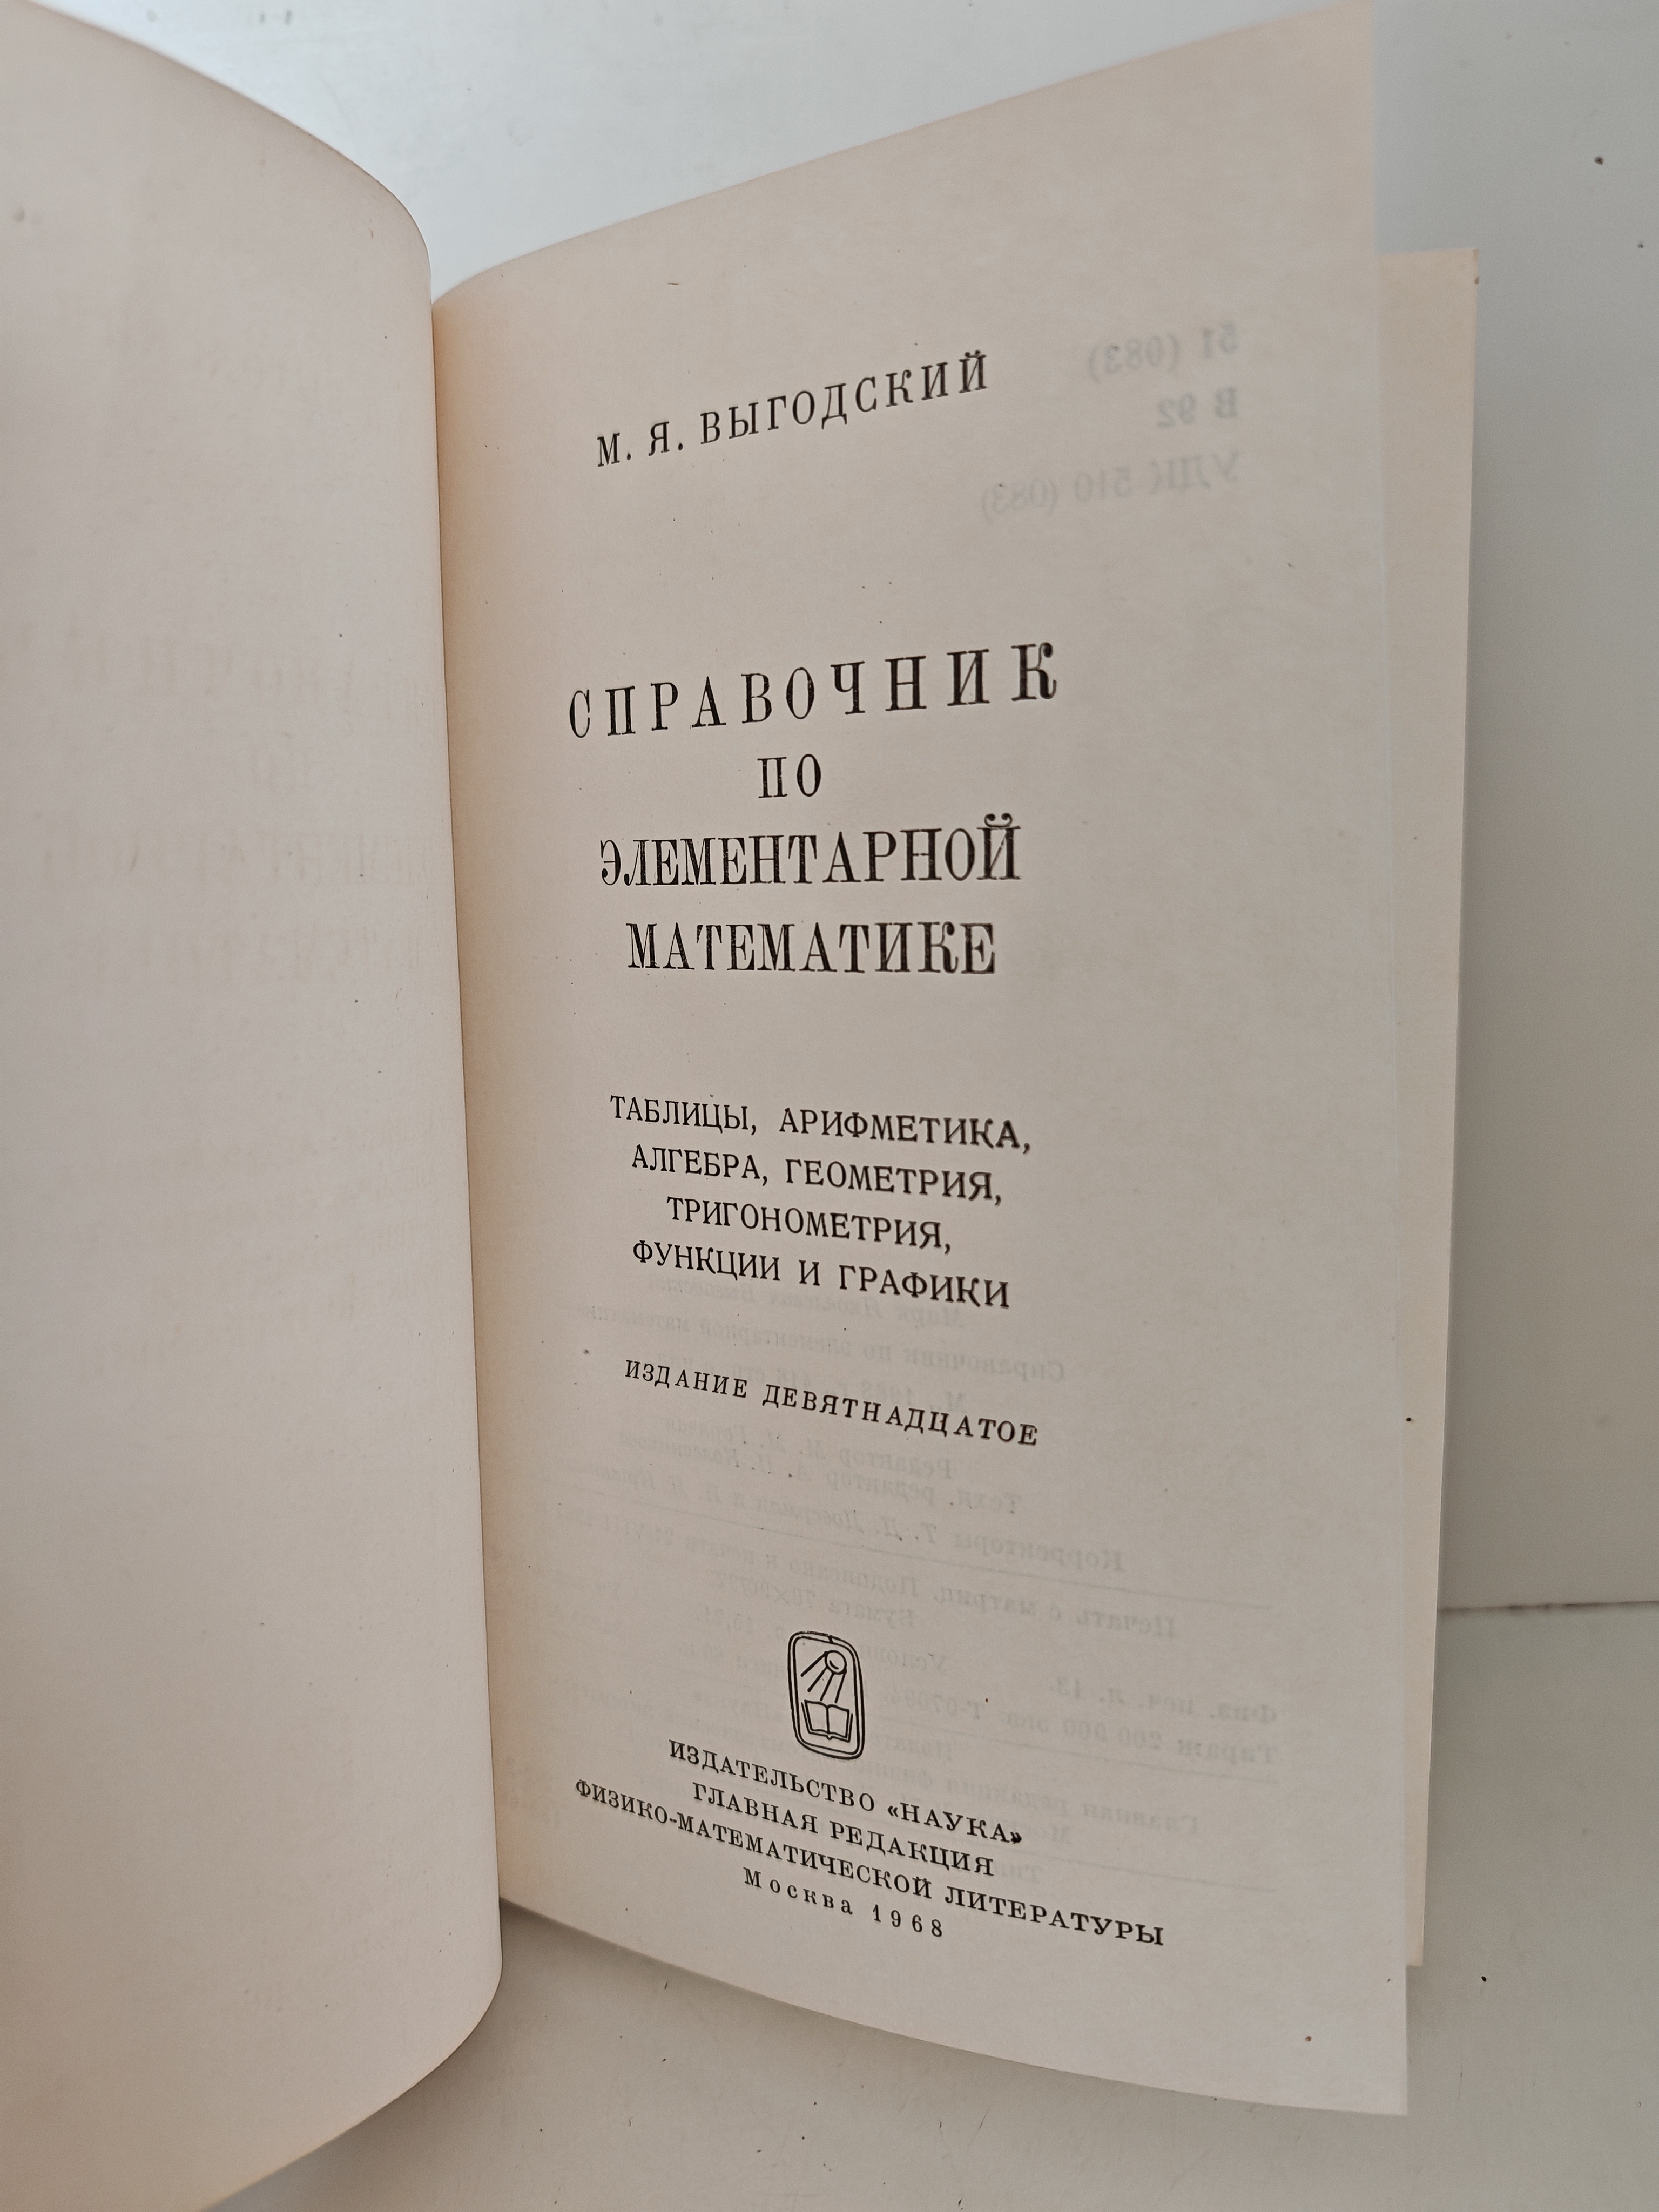 М. Я. ВЫГОДСКИЙ
51 (083)
В 92
УДК 510 (083)
СПРАВОЧНИК
ПО
ЭЛЕМЕНТАРНОЙ
МАТЕМАТИКЕ
ТАБЛИЦЫ, АРИФМЕТИКА,
АЛГЕБРА, ГЕОМЕТРИЯ,
ТРИГОНОМЕТРИЯ,
ФУНКЦИИ И ГРАФИКИ
ИЗДАНИЕ ДЕВЯТНАДЦАТОЕ
ИЗДАТЕЛЬСТВО «НАУКА»
ГЛАВНАЯ РЕДАКЦИЯ
ФИЗИКО-МАТЕМАТИЧЕСКОЙ ЛИТЕРАТУРЫ
Москва 1968